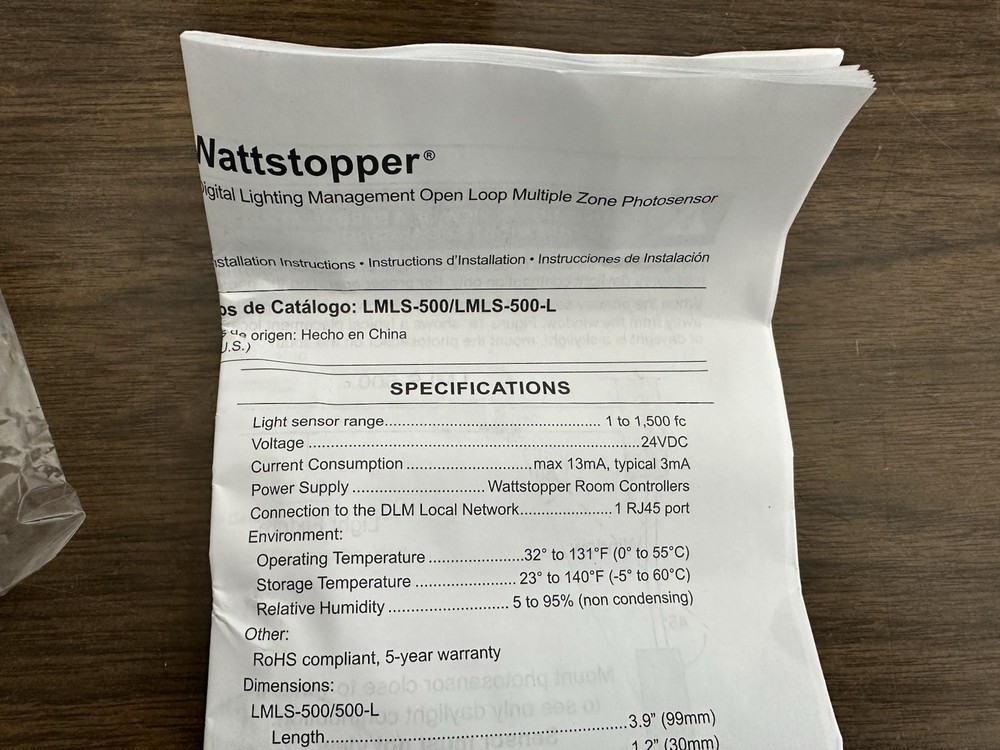 Wattstopper®
Digital Lighting Management Open Loop Multiple Zone Photosensor
Installation Instructions • Instructions d'Installation • Instrucciones de Instalación
os de Catálogo: LMLS-500/LMLS-500-L
origen: Hecho en China
U.S.)
SPECIFICATIONS
Light sensor range.......................................... 1 to 1,500 fc
Voltage ................................................................24VDC
Current Consumption ........................max 13mA, typical 3mA
Power Supply ......................... Wattstopper Room Controllers
Connection to the DLM Local Network..................1 RJ45 port
Environment:
Operating Temperature ..................32° to 131°F (0° to 55°C)
Storage Temperature ................... 23° to 140°F (-5° to 60°C)
Relative Humidity ....................... 5 to 95% (non condensing)
Other:
RoHS compliant, 5-year warranty
Dimensions:
LMLS-500/500-L
Length..........................................................3.9” (99mm)
1.2” (30mm)